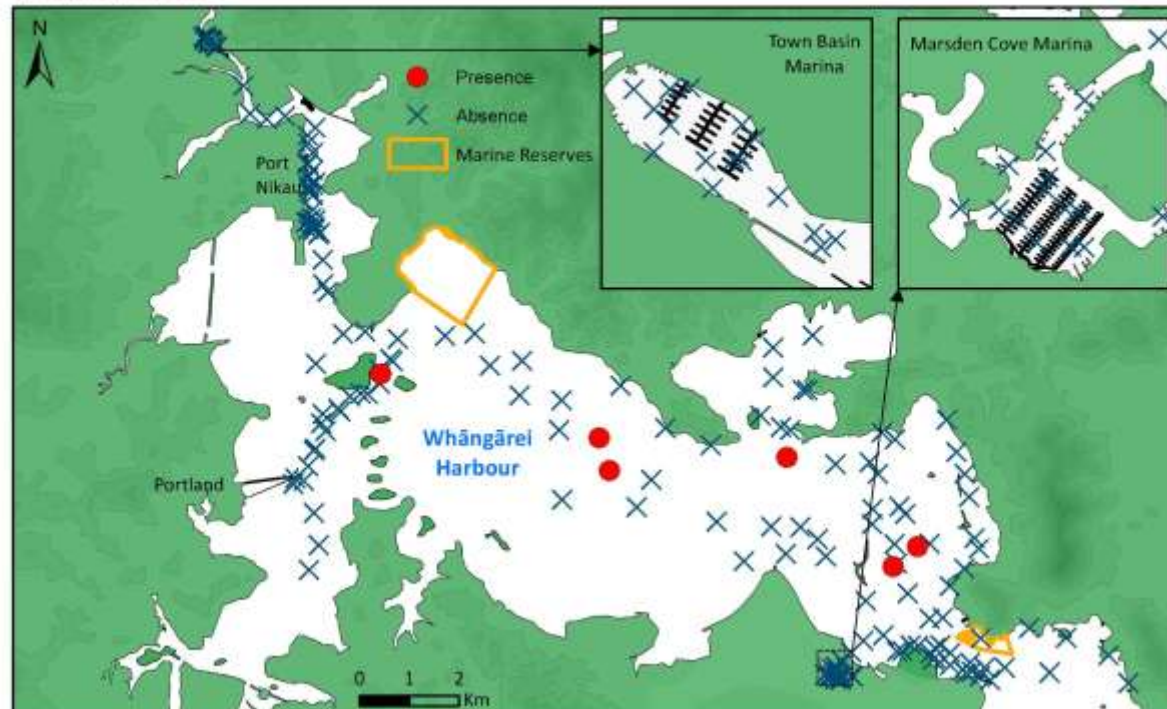 N
Presence
Absence
Marine Reserves
Town Basin
Marina
Marsden Cove Marina
Port
Nikau
Whāngārei
Harbour
Portland
0 1 2
Km